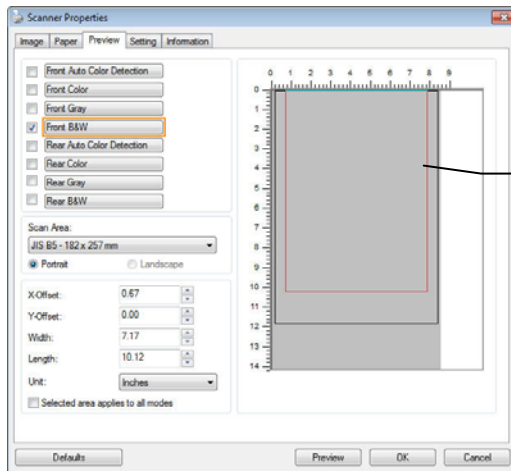 Scanner Properties
Image Paper Preview Setting Information
Front Auto Color Detection
Front Color
Front Gray
Front B&W
Rear Auto Color Detection
Rear Color
Rear Gray
Rear B&W
Scan Area:
JIS B5 - 182 x 257 mm
Portrait Landscape
X-Offset: 0.67
Y-Offset: 0.00
Width: 7.17
Length: 10.12
Unit: Inches
Selected area applies to all modes
0 1 2 3 4 5 6 7 8 9
0
1
2
3
4
5
6
7
8
9
10
11
12
13
14
Defaults Preview OK Cancel